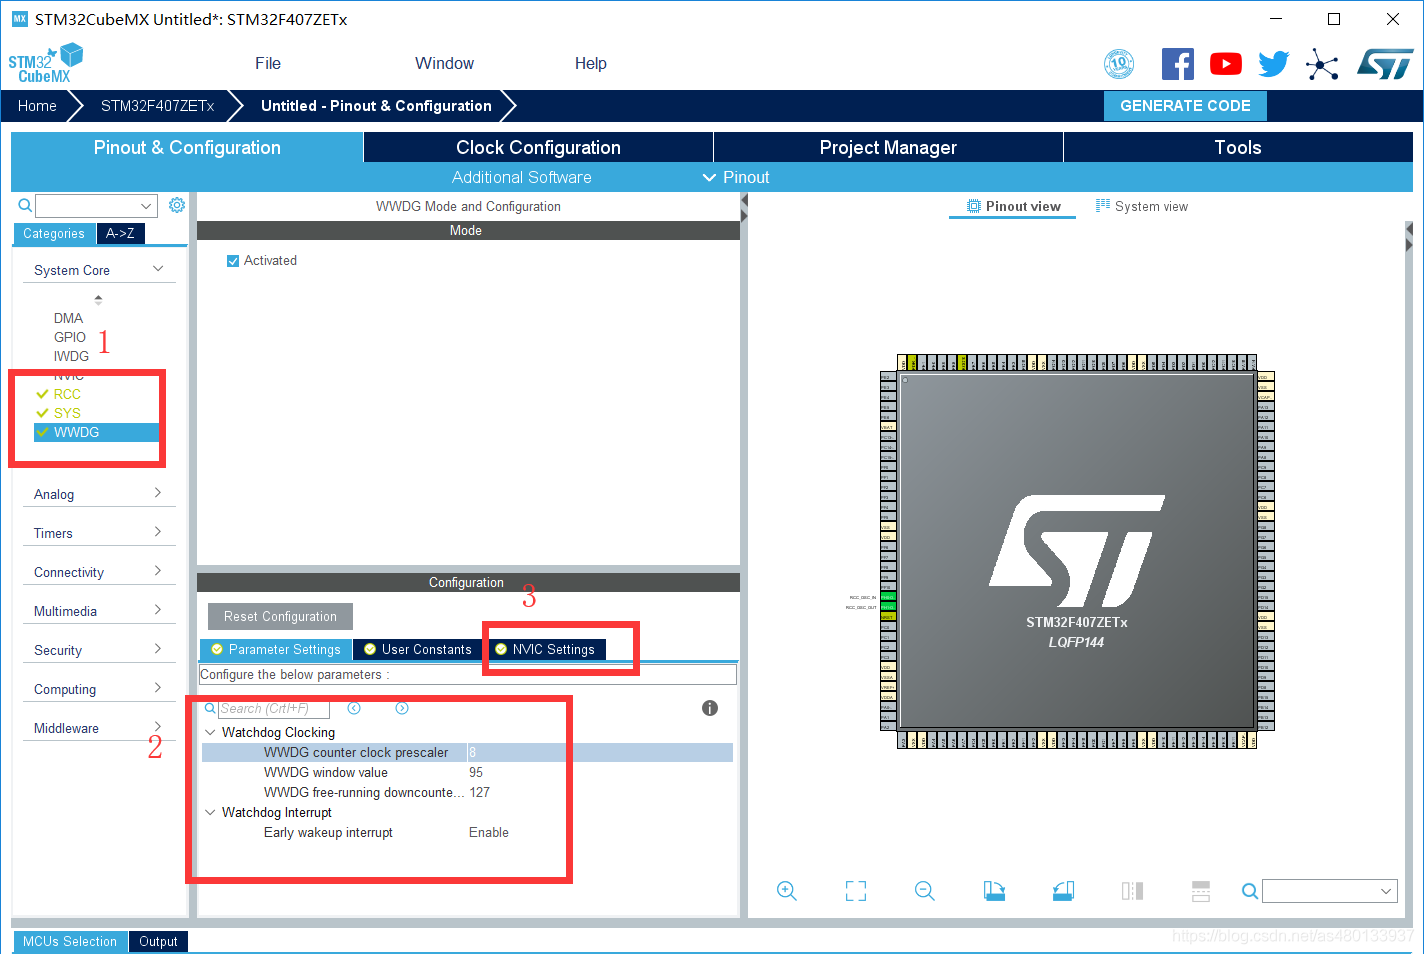 MX STM32CubeMX Untitled*: STM32F407ZETx
STM32
CubeMX
File Window Help
10
Home STM32F407ZETx Untitled - Pinout & Configuration GENERATE CODE
Pinout & Configuration Clock Configuration Project Manager Tools
Additional Software Pinout
WWDG Mode and Configuration
Pinout view System view
Categories A->Z
Mode
System Core
Activated
DMA
GPIO
1
IWDG
NVIC
RCC
SYS
WWDG
Analog
Timers
Connectivity
Multimedia
Security
Computing
Middleware
2
Configuration
3
Reset Configuration
Parameter Settings User Constants NVIC Settings
Configure the below parameters :
Search (Crtl+F)
Watchdog Clocking
WWDG counter clock prescaler 8
WWDG window value 95
WWDG free-running downcounte... 127
Watchdog Interrupt
Early wakeup interrupt Enable
RCC_OSC_IN
RCC_OSC_OUT
STM32F407ZETx
LQFP144
MCUs Selection Output
https://blog.csdn.net/as480133937